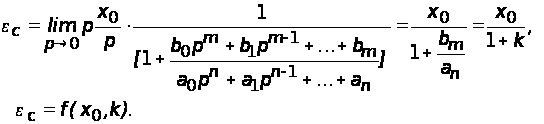 ε_c = lim_{p→0} p x_0/p · 1/[1 + (b_0p^m + b_1p^{m-1} + ... + b_m)/(a_0p^n + a_1p^{n-1} + ... + a_n)] = x_0/(1 + b_m/a_n) = x_0/(1 + k),
ε_c = f( x_0,k).